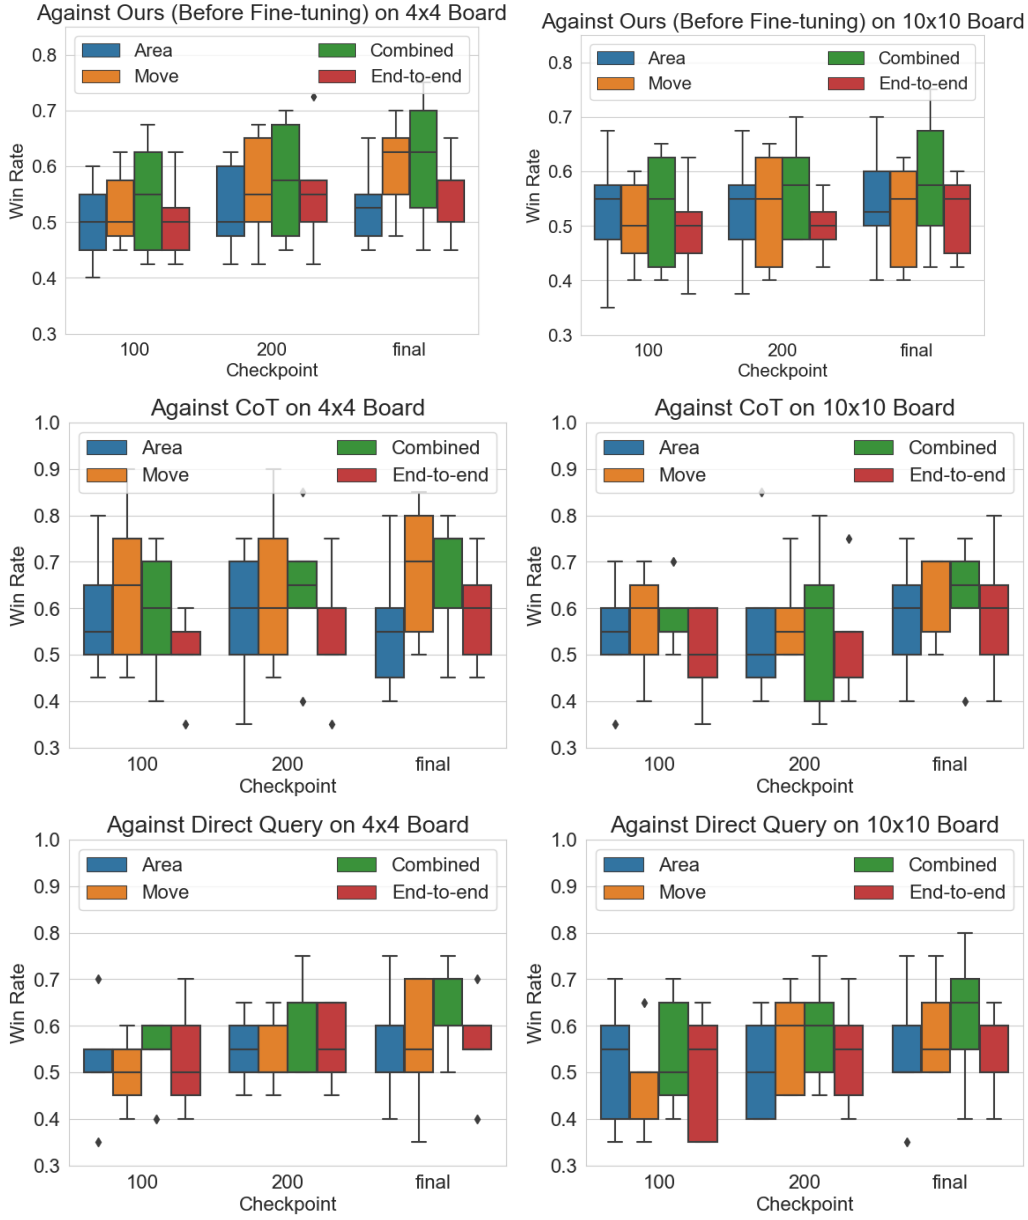 Against Ours (Before Fine-tuning) on 4x4 Board
Area
Combined
Move
End-to-end
0.8
0.7
0.6
0.5
0.4
0.3
Win Rate
100
200
final
Checkpoint
Against Ours (Before Fine-tuning) on 10x10 Board
Area
Combined
Move
End-to-end
0.8
0.7
0.6
0.5
0.4
0.3
Win Rate
100
200
final
Checkpoint
Against CoT on 4x4 Board
Area
Combined
Move
End-to-end
1.0
0.9
0.8
0.7
0.6
0.5
0.4
0.3
Win Rate
100
200
final
Checkpoint
Against CoT on 10x10 Board
Area
Combined
Move
End-to-end
1.0
0.9
0.8
0.7
0.6
0.5
0.4
0.3
Win Rate
100
200
final
Checkpoint
Against Direct Query on 4x4 Board
Area
Combined
Move
End-to-end
1.0
0.9
0.8
0.7
0.6
0.5
0.4
0.3
Win Rate
100
200
final
Checkpoint
Against Direct Query on 10x10 Board
Area
Combined
Move
End-to-end
1.0
0.9
0.8
0.7
0.6
0.5
0.4
0.3
Win Rate
100
200
final
Checkpoint